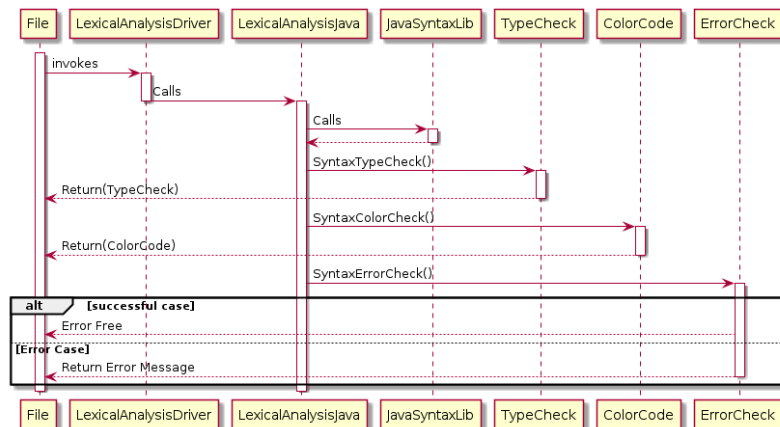 File LexicalAnalysisDriver LexicalAnalysisJava JavaSyntaxLib TypeCheck ColorCode ErrorCheck
invokes
Calls
Calls
SyntaxTypeCheck()
Return(TypeCheck)
SyntaxColorCheck()
Return(ColorCode)
SyntaxErrorCheck()
alt [successful case]
Error Free
[Error Case]
Return Error Message
File LexicalAnalysisDriver LexicalAnalysisJava JavaSyntaxLib TypeCheck ColorCode ErrorCheck